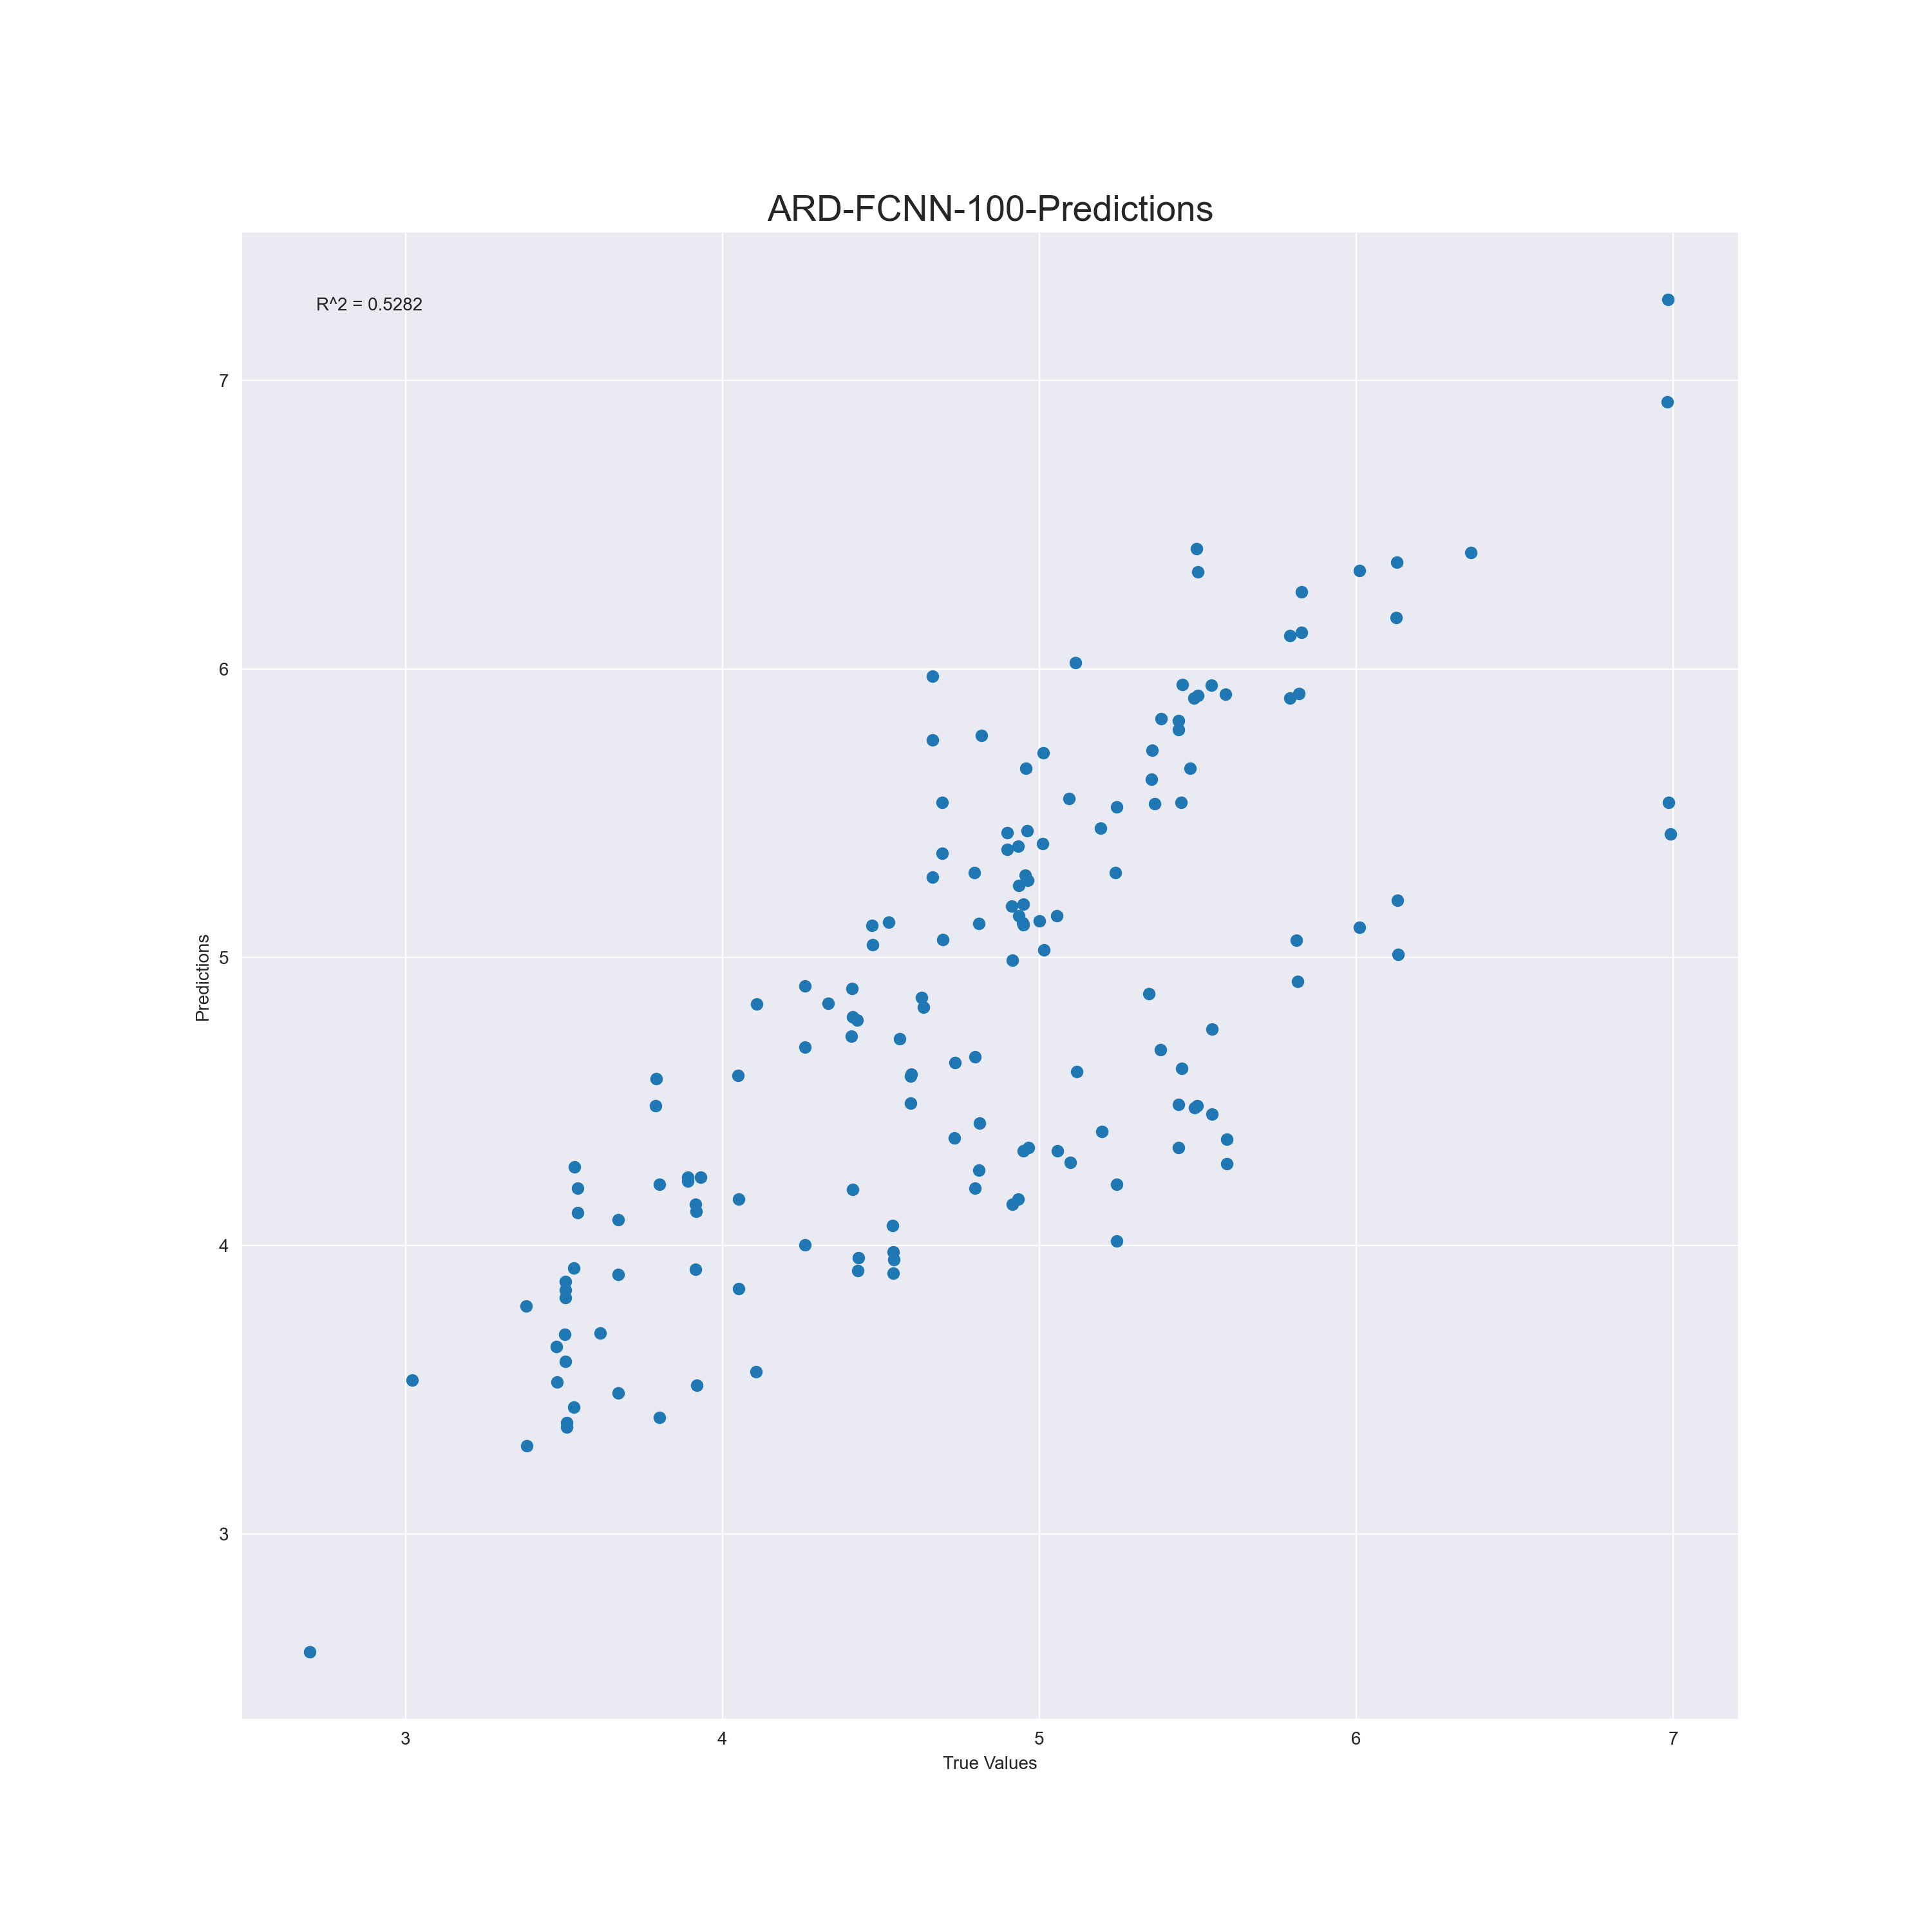 ARD-FCNN-100-Predictions
R^2 = 0.5282
7
6
5
4
3
Predictions
3 4 5 6 7
True Values